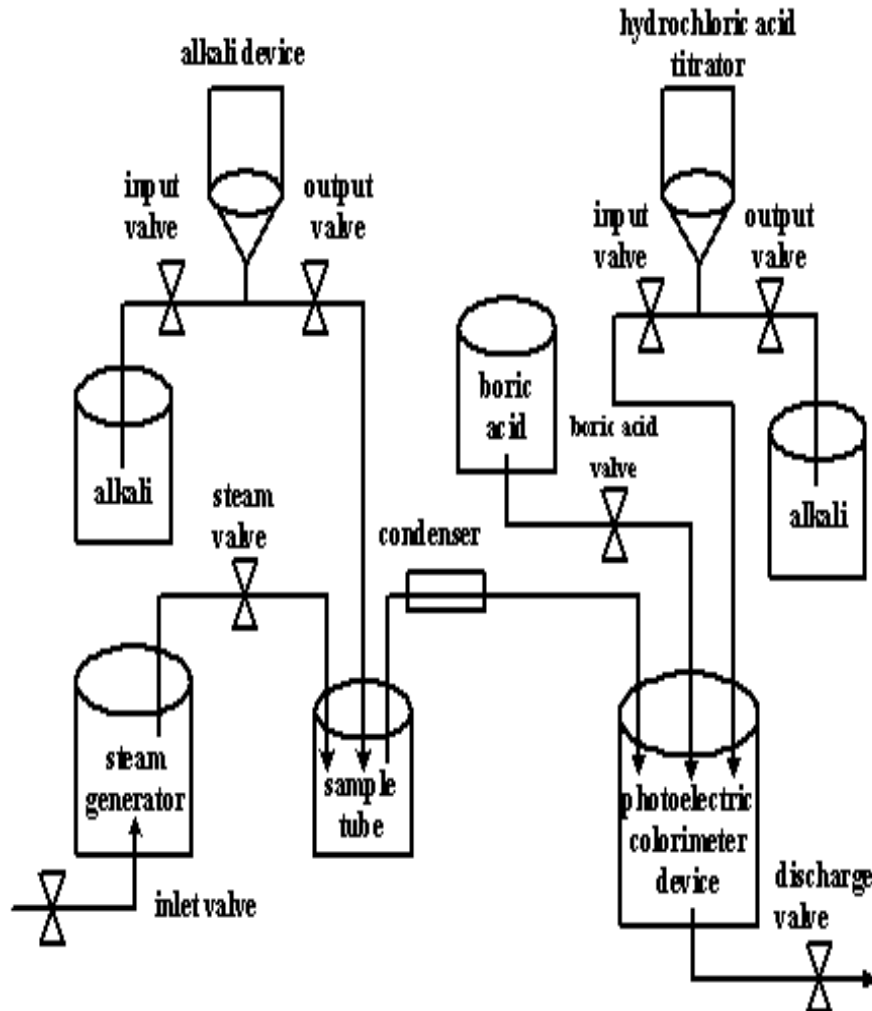 alkali device
hydrochloric acid
titrator
input
valve
output
valve
input
valve
output
valve
boric
acid
boric acid
valve
alkali
alkali
steam
valve
condenser
steam
generator
sample
tube
photoelectric
colorimeter
device
inlet valve
discharge
valve